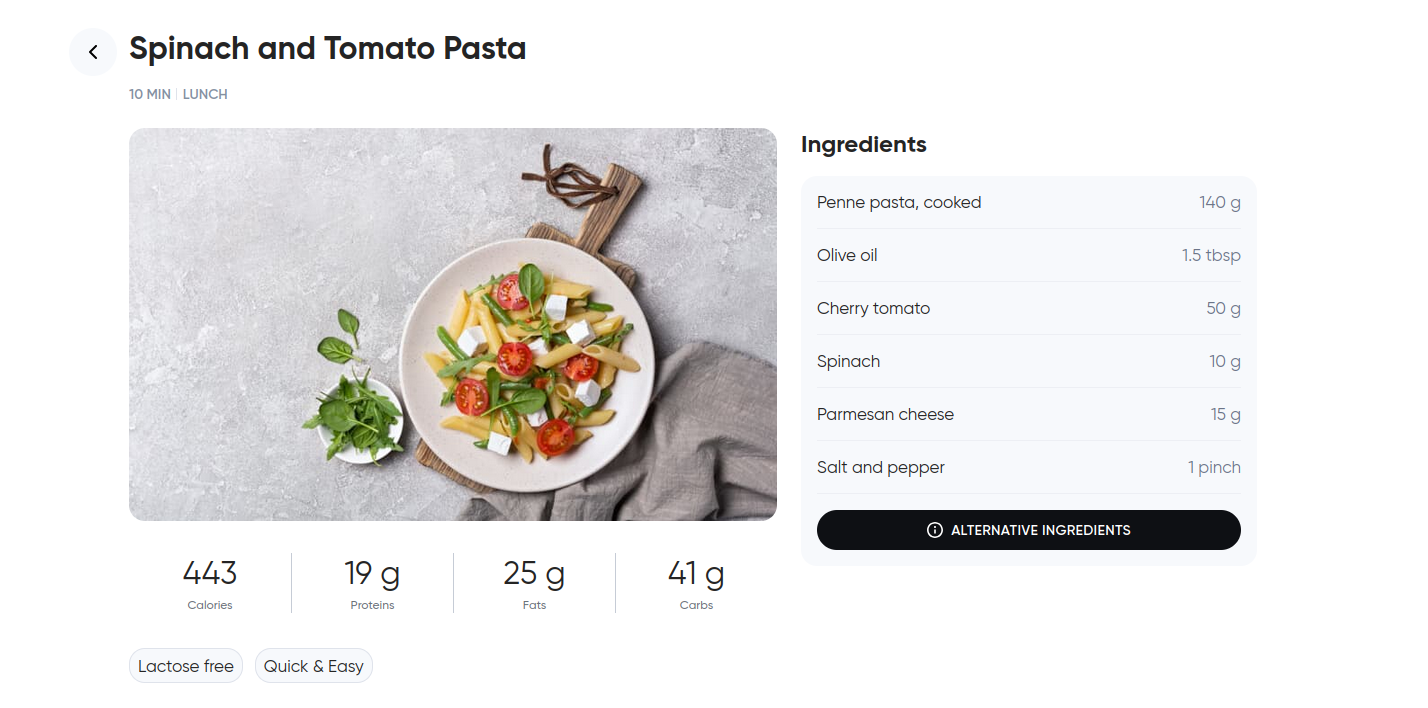 Spinach and Tomato Pasta
10 MIN | LUNCH
Ingredients
Penne pasta, cooked 140 g
Olive oil 1.5 tbsp
Cherry tomato 50 g
Spinach 10 g
Parmesan cheese 15 g
Salt and pepper 1 pinch
ALTERNATIVE INGREDIENTS
443 19 g 25 g 41 g
Calories Proteins Fats Carbs
Lactose free Quick & Easy